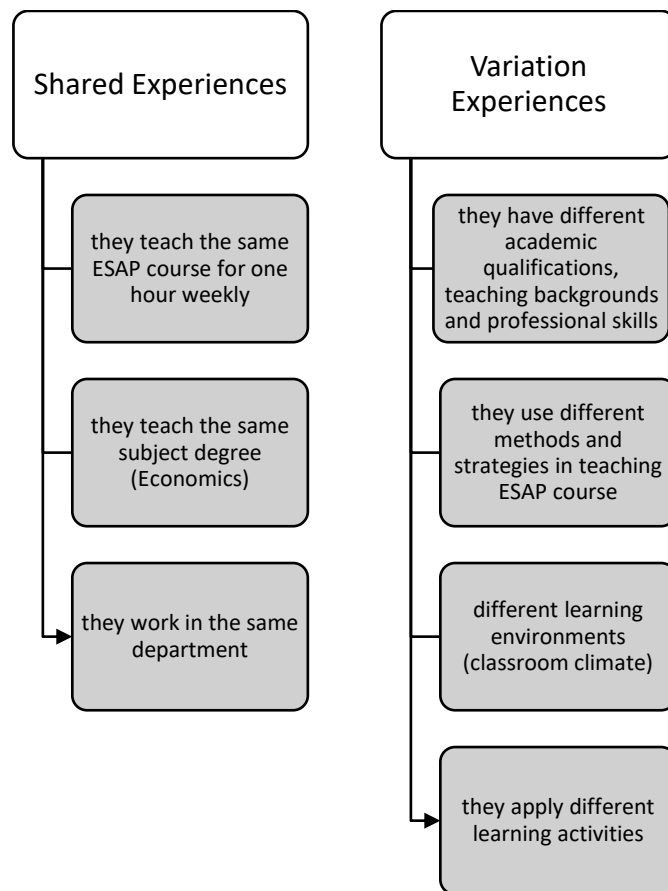 Shared Experiences
they teach the same
ESAP course for one
hour weekly
they teach the same
subject degree
(Economics)
they work in the same
department
Variation
Experiences
they have different
academic
qualifications,
teaching backgrounds
and professional skills
they use different
methods and
strategies in teaching
ESAP course
different learning
environments
(classroom climate)
they apply different
learning activities